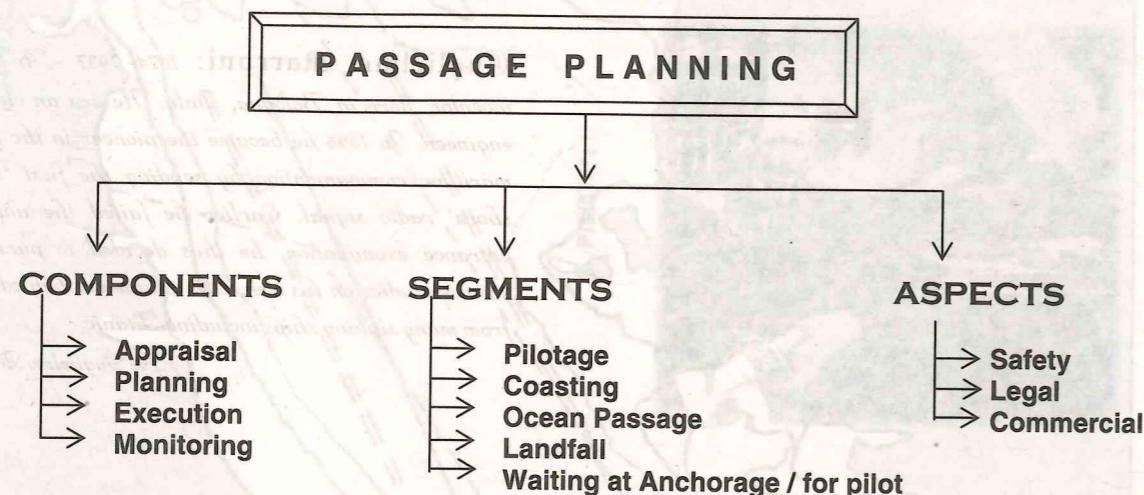 PASSAGE PLANNING
COMPONENTS
Appraisal
Planning
Execution
Monitoring
SEGMENTS
Pilotage
Coasting
Ocean Passage
Landfall
Waiting at Anchorage / for pilot
ASPECTS
Safety
Legal
Commercial